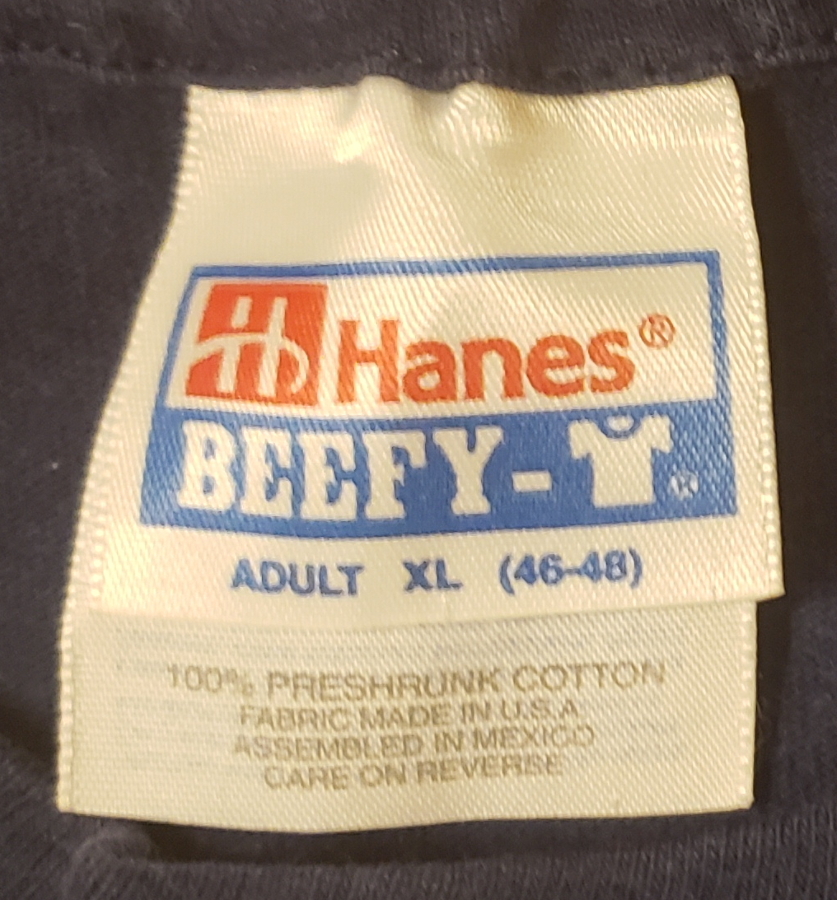 H Hanes®
BEEFY-T®
ADULT XL (46-48)
100% PRESHRUNK COTTON
FABRIC MADE IN U.S.A
ASSEMBLED IN MEXICO
CARE ON REVERSE